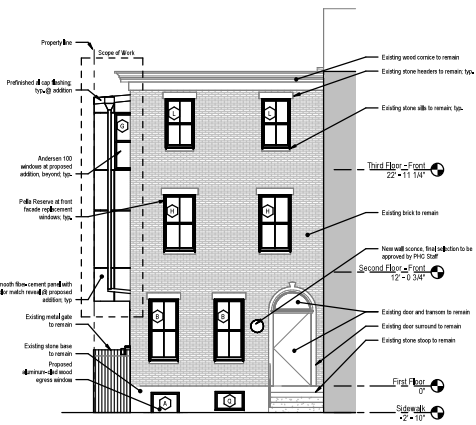 Property line
Scope of Work
Prefinished al cap flashing;
typ. @ addition
Andersen 100
windows at proposed
addition, beyond; typ.
Pella Reserve at front
facade replacement
windows; typ.
nooth fiber-cement panel with
olor match reveal @ proposed
addition; typ
Existing metal gate
to remain
Existing stone base
to remain
Proposed
aluminum-clad wood
egress window
G
L
L
H
H
B
B
A
Existing wood cornice to remain
Existing stone headers to remain; typ.
Existing stone sills to remain; typ.
Third Floor - Front
22' - 11 1/4"
Existing brick to remain
New wall sconce, final selection to be
approved by PHC Staff
Second Floor - Front
12' - 0 3/4"
Existing door and transom to remain
Existing door surround to remain
Existing stone stoop to remain
First Floor
0"
Sidewalk
-2' - 10"